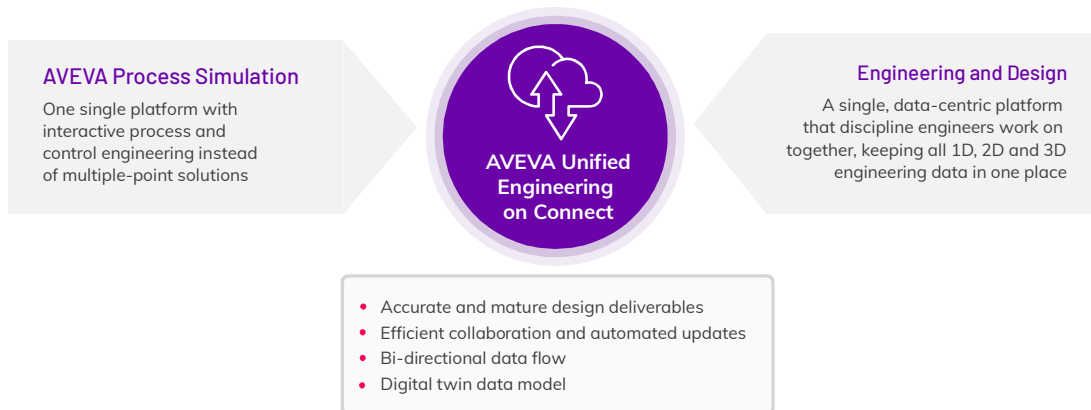 AVEVA Process Simulation
One single platform with
interactive process and
control engineering instead
of multiple-point solutions
AVEVA Unified
Engineering
on Connect
Engineering and Design
A single, data-centric platform
that discipline engineers work on
together, keeping all 1D, 2D and 3D
engineering data in one place
• Accurate and mature design deliverables
• Efficient collaboration and automated updates
• Bi-directional data flow
• Digital twin data model